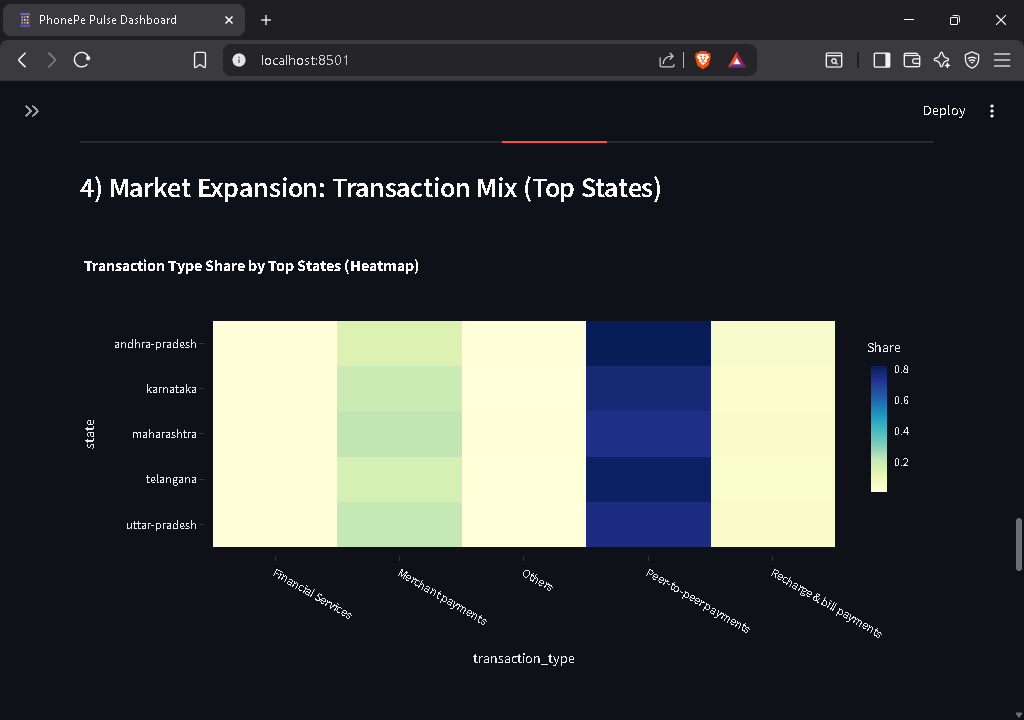 PhonePe Pulse Dashboard
localhost:8501
Deploy
4) Market Expansion: Transaction Mix (Top States)
Transaction Type Share by Top States (Heatmap)
Share
andhra-pradesh
karnataka
maharashtra
telangana
uttar-pradesh
state
0.8
0.6
0.4
0.2
Financial Services
Merchant payments
Others
Peer-to-peer payments
Recharge & bill payments
transaction_type